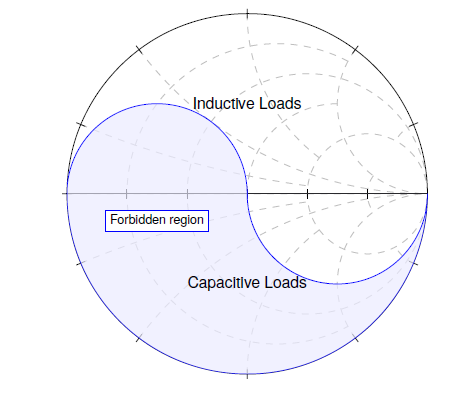 Inductive Loads
Forbidden region
Capacitive Loads